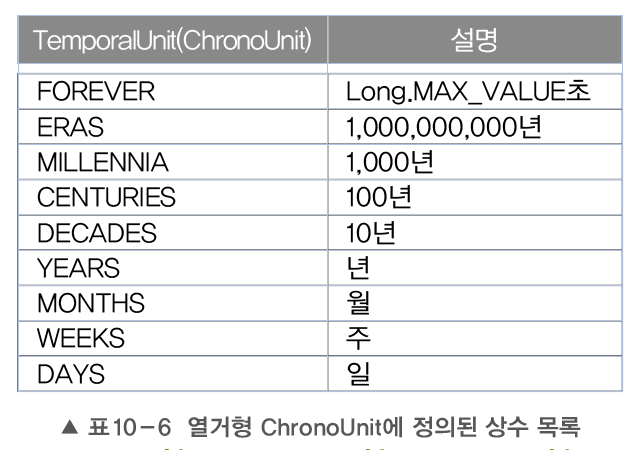 TemporalUnit(ChronoUnit) 설명
FOREVER Long.MAX_VALUE초
ERAS 1,000,000,000년
MILLENNIA 1,000년
CENTURIES 100년
DECADES 10년
YEARS 년
MONTHS 월
WEEKS 주
DAYS 일
▲ 표10-6 열거형 ChronoUnit에 정의된 상수 목록